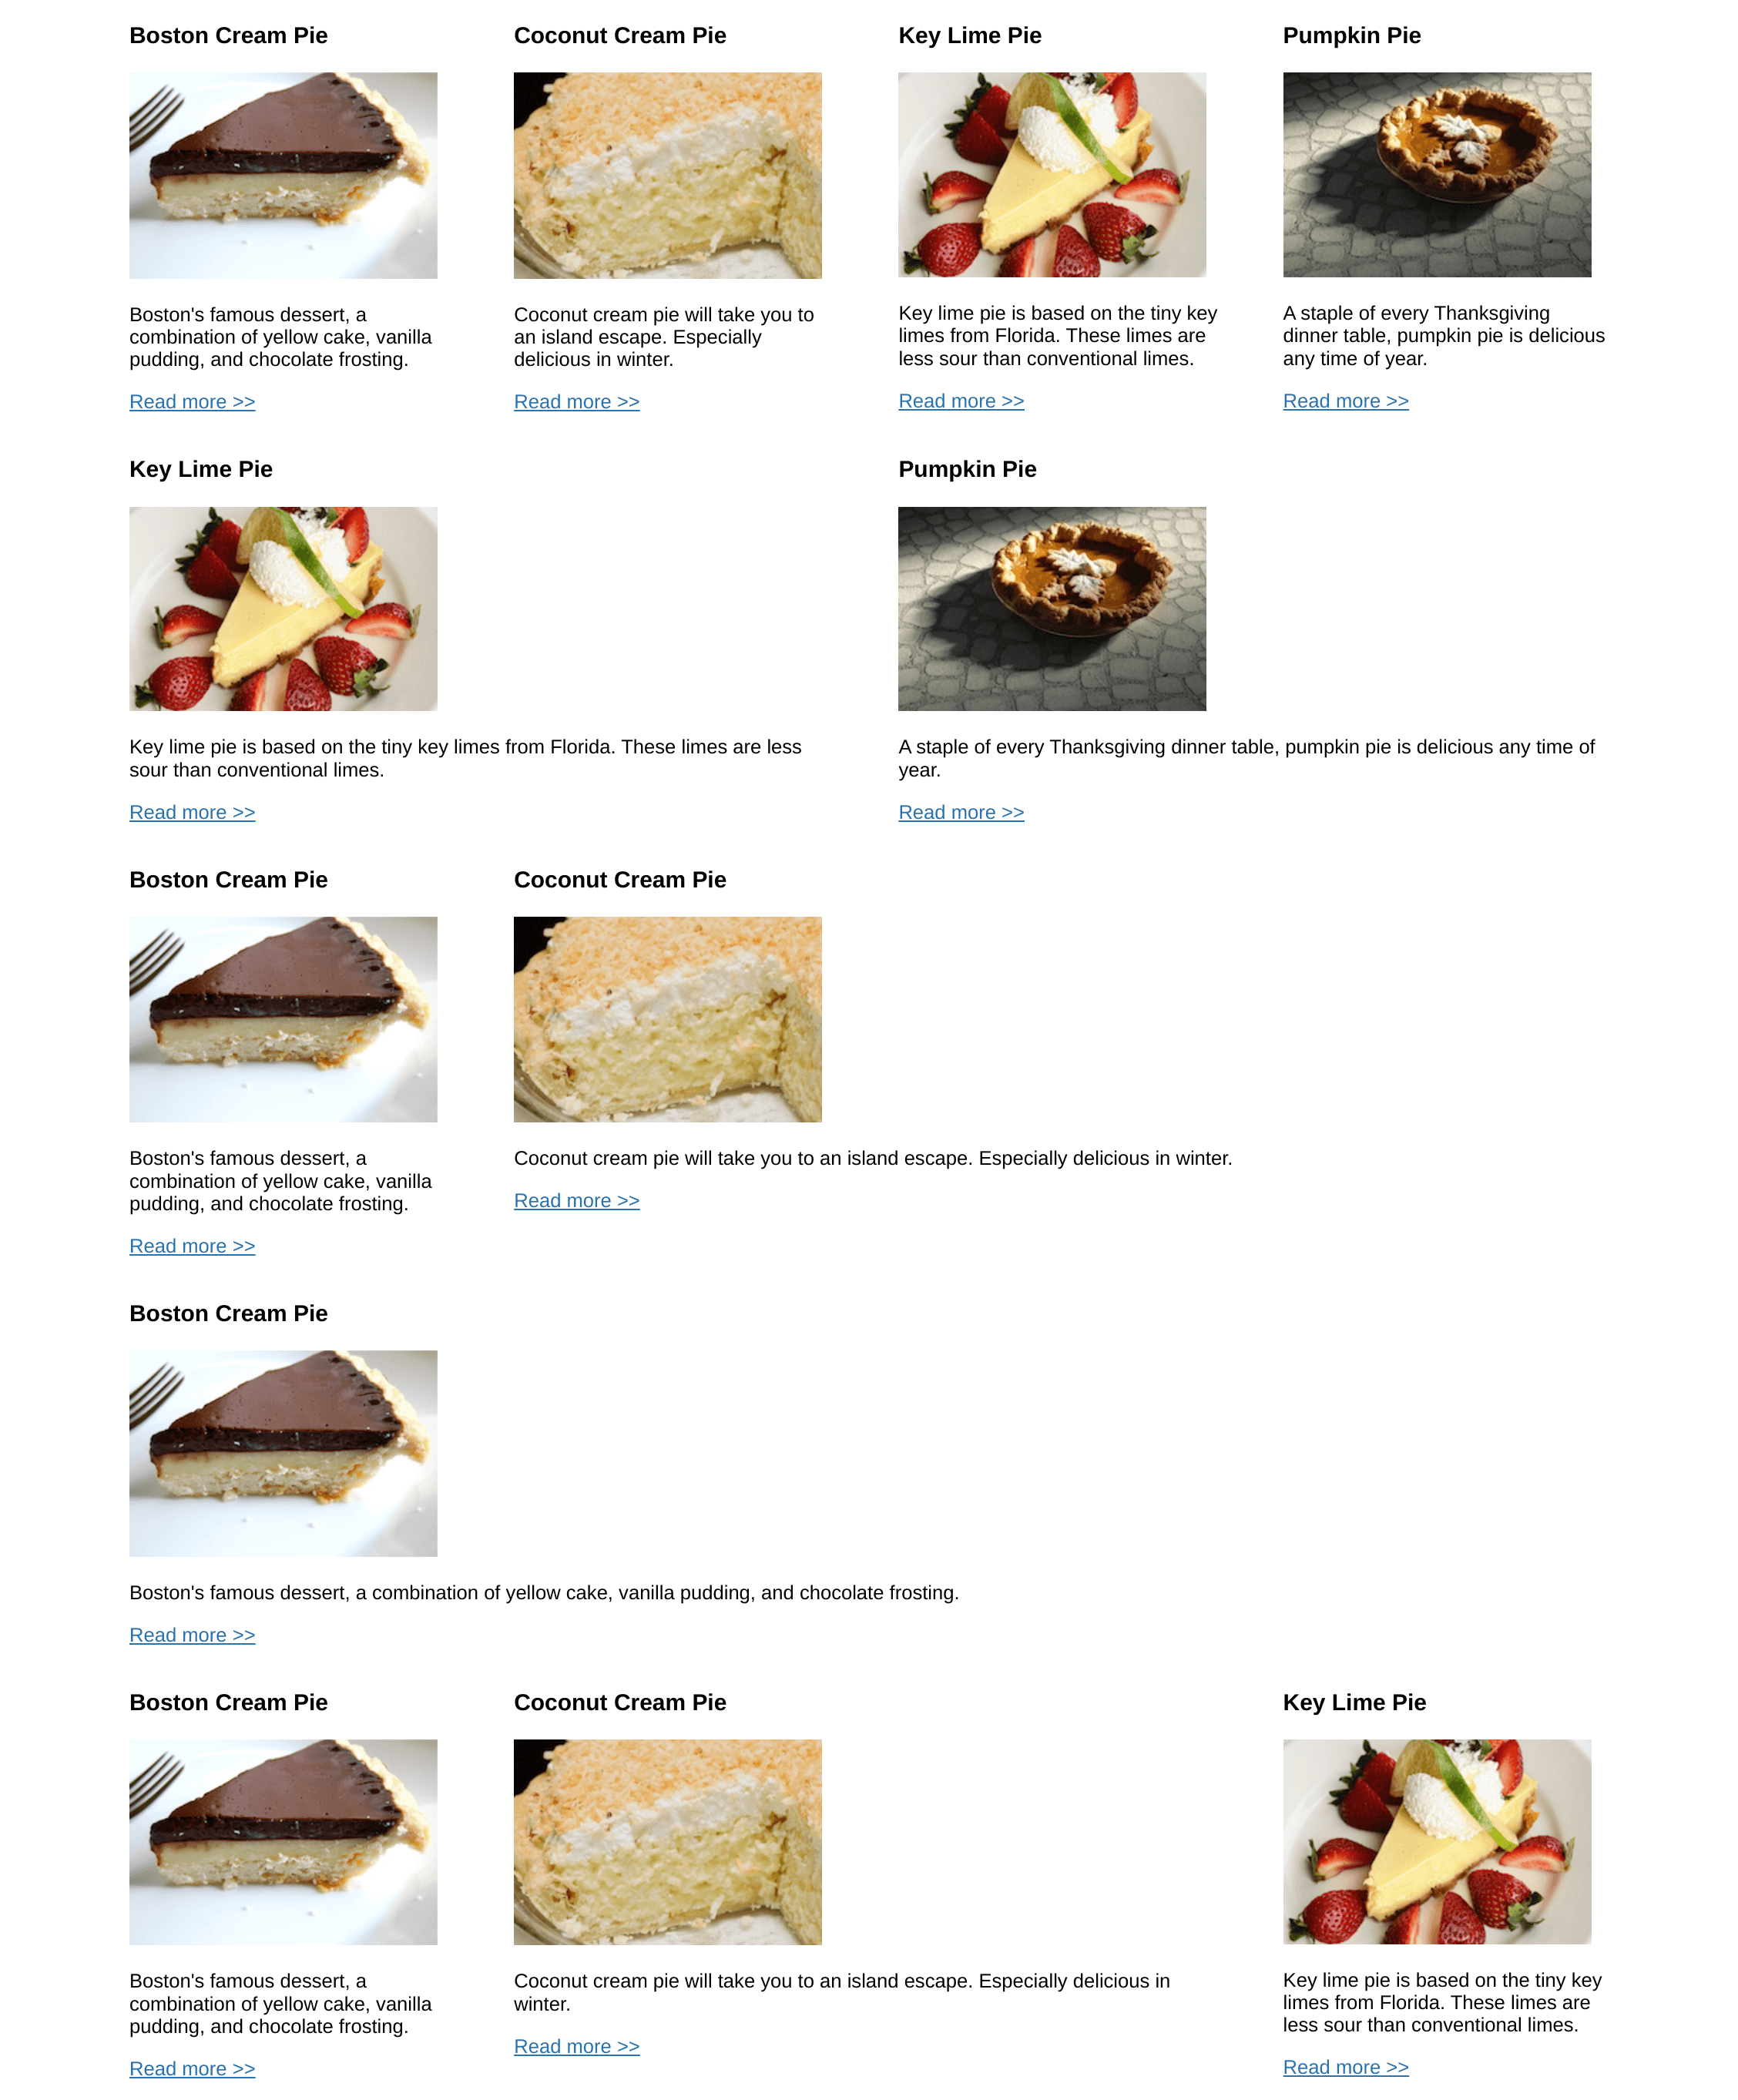 Boston Cream Pie
Boston's famous dessert, a
combination of yellow cake, vanilla
pudding, and chocolate frosting.
Read more >>
Coconut Cream Pie
Coconut cream pie will take you to
an island escape. Especially
delicious in winter.
Read more >>
Key Lime Pie
Key lime pie is based on the tiny key
limes from Florida. These limes are
less sour than conventional limes.
Read more >>
Pumpkin Pie
A staple of every Thanksgiving
dinner table, pumpkin pie is delicious
any time of year.
Read more >>
Key Lime Pie
Key lime pie is based on the tiny key limes from Florida. These limes are less
sour than conventional limes.
Read more >>
Pumpkin Pie
A staple of every Thanksgiving dinner table, pumpkin pie is delicious any time of
year.
Read more >>
Boston Cream Pie
Boston's famous dessert, a
combination of yellow cake, vanilla
pudding, and chocolate frosting.
Read more >>
Coconut Cream Pie
Coconut cream pie will take you to an island escape. Especially delicious in winter.
Read more >>
Boston Cream Pie
Boston's famous dessert, a combination of yellow cake, vanilla pudding, and chocolate frosting.
Read more >>
Boston Cream Pie
Boston's famous dessert, a
combination of yellow cake, vanilla
pudding, and chocolate frosting.
Read more >>
Coconut Cream Pie
Coconut cream pie will take you to an island escape. Especially delicious in
winter.
Read more >>
Key Lime Pie
Key lime pie is based on the tiny key
limes from Florida. These limes are
less sour than conventional limes.
Read more >>